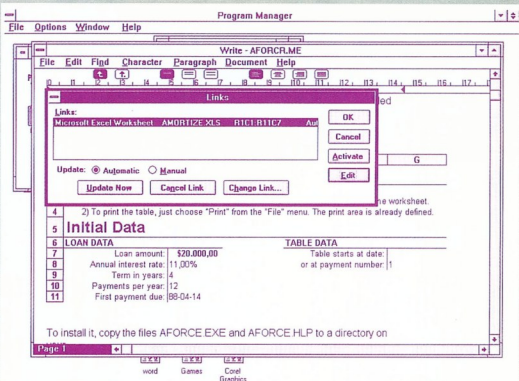 Program Manager
File Options Window Help
Write - AFORCR.ME
File Edit Find Character Paragraph Document Help
Links
Links:
Microsoft Excel Worksheet AMORTIZE.XLS R1C1:R11C7
OK
Cancel
Activate
Edit
Update: Automatic Manual
Update Now Cancel Link Change Link...
G
ne worksheet.
4 2) To print the table, just choose "Print" from the "File" menu. The print area is already defined.
5 Initial Data
6 LOAN DATA TABLE DATA
7 Loan amount: $20.000,00 Table starts at date:
8 Annual interest rate: 11,00% or at payment number: 1
9 Term in years: 4
10 Payments per year: 12
11 First payment due: 88-04-14
To install it, copy the files AFORCE.EXE and AFORCE.HLP to a directory on
Page 1
word Games Corel
Graphics